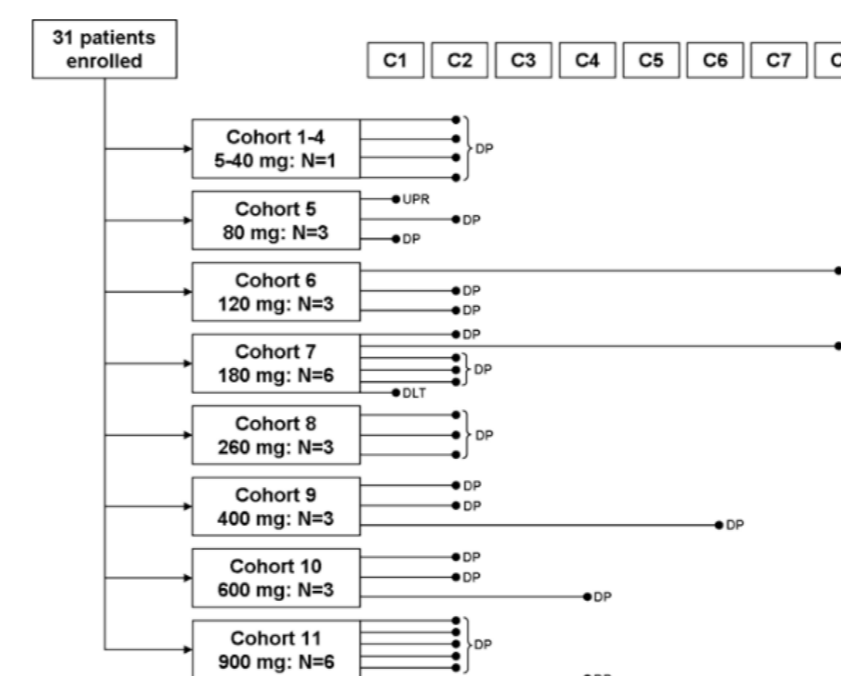 31 patients
enrolled
C1 C2 C3 C4 C5 C6 C7 C
Cohort 1-4
5-40 mg: N=1
DP
Cohort 5
80 mg: N=3
UPR
DP
DP
Cohort 6
120 mg: N=3
DP
DP
Cohort 7
180 mg: N=6
DP
DP
DLT
Cohort 8
260 mg: N=3
DP
Cohort 9
400 mg: N=3
DP
DP
DP
Cohort 10
600 mg: N=3
DP
DP
DP
Cohort 11
900 mg: N=6
DP